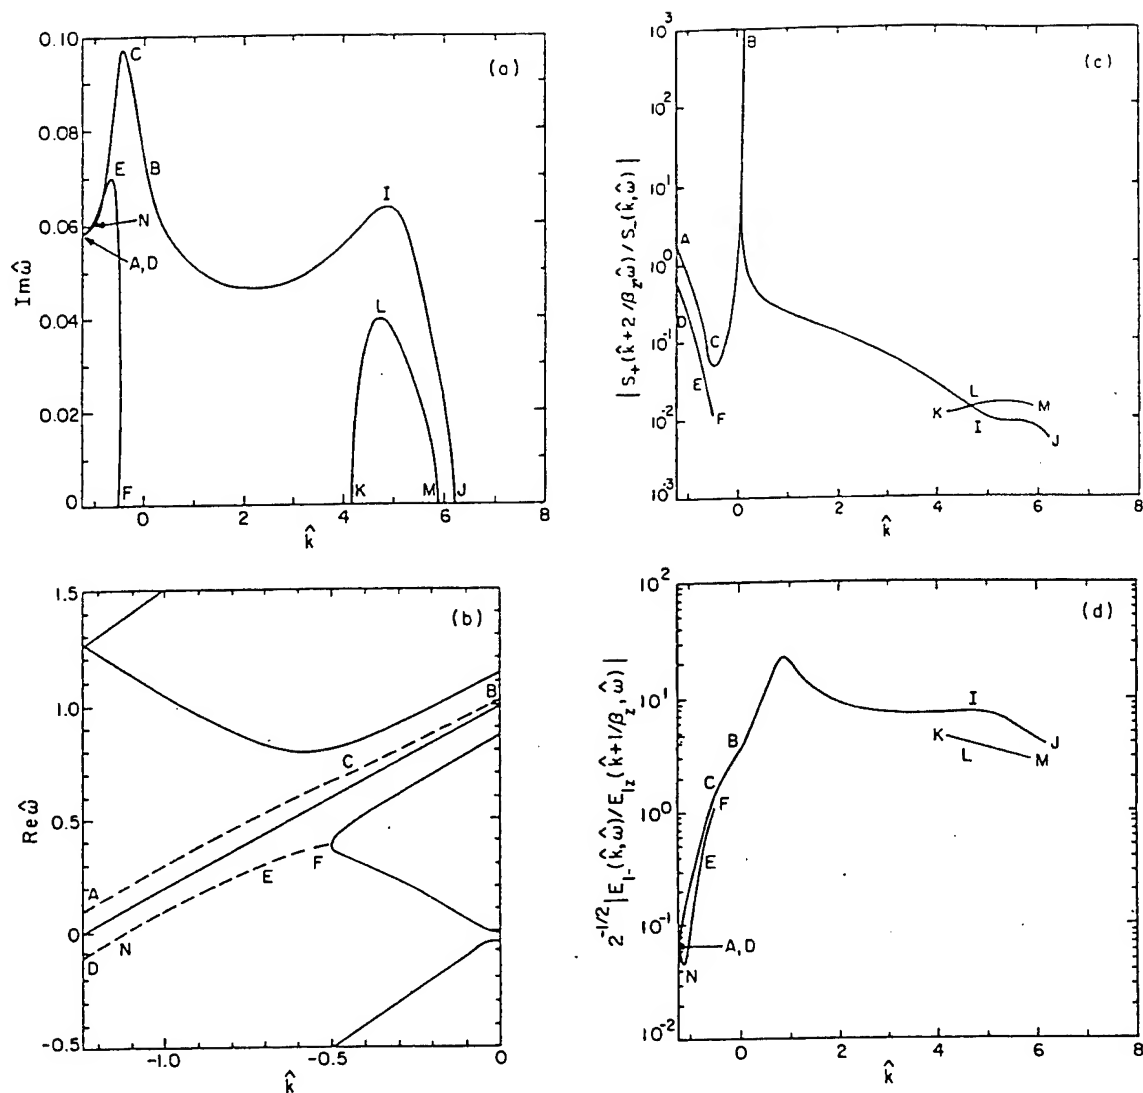 0.10
0.08
0.06
0.04
0.02
0
Im ω̂
C
(a)
E
B
N
A,D
I
L
F
K
M
J
0 2 4 6 8
k̂
10³
10²
10¹
10⁰
10⁻¹
10⁻²
10⁻³
|S₊(k̂+2/β_z,ω̂)/S₋(k̂,ω̂)|
B
(c)
A
D
C
E
F
L
K
M
I
J
0 2 4 6 8
k̂
1.5
1.0
0.5
0
-0.5
Re ω̂
(b)
B
C
A
E
F
N
D
-1.0 -0.5 0
k̂
10²
10¹
10⁰
10⁻¹
10⁻²
2^{-1/2}|E₁₋(k̂,ω̂)/E₁z(k̂+1/β_z,ω̂)|
(d)
I
B
K
J
C
L
M
F
E
A,D
N
0 2 4 6 8
k̂